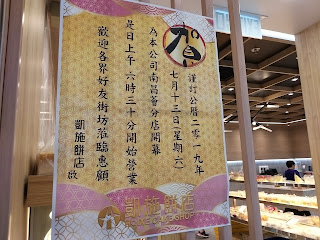 謹訂公曆二零一九年
七月十三日(星期六)
為本公司南昌薈分店開幕
是日上午六時三十分開始營業
歡迎各界好友街坊蒞臨惠顧
凱施餅店 啟
凱施餅店